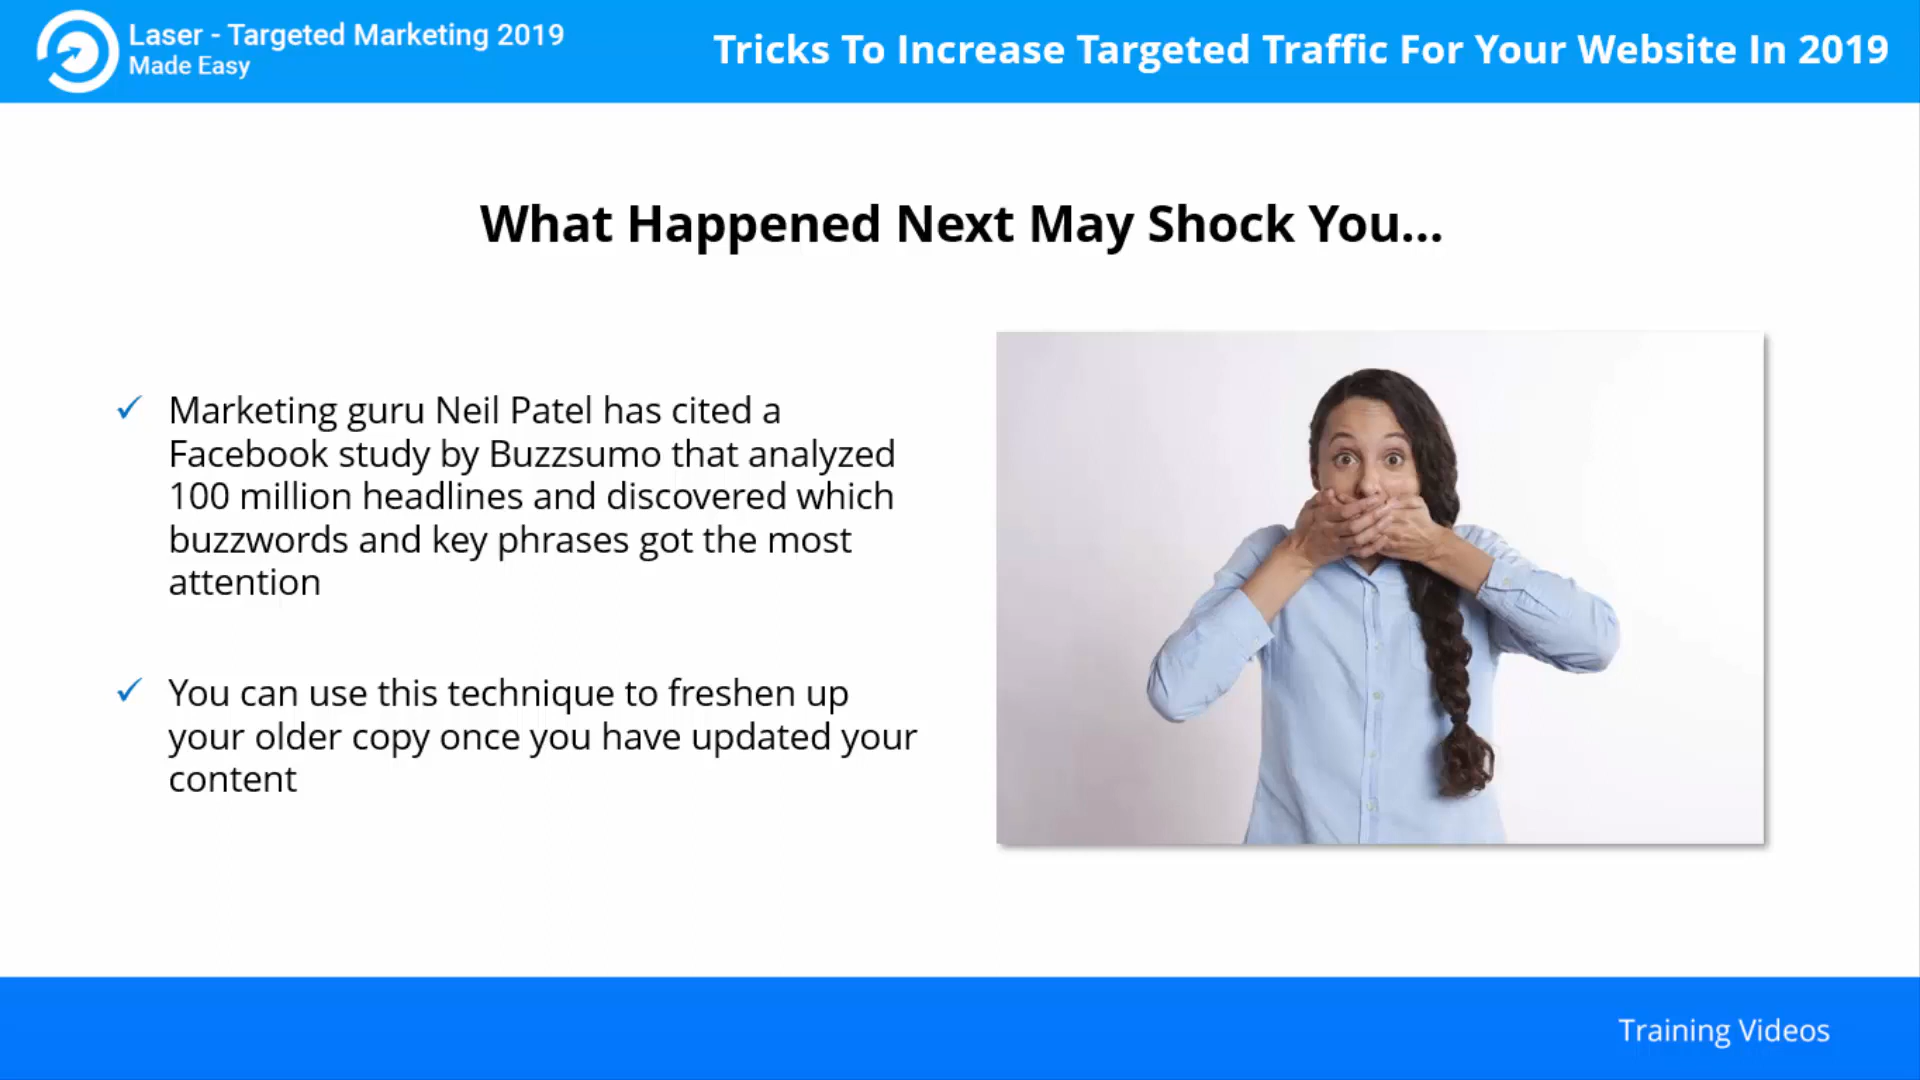 Laser - Targeted Marketing 2019
Made Easy
Tricks To Increase Targeted Traffic For Your Website In 2019
What Happened Next May Shock You...
✓ Marketing guru Neil Patel has cited a
Facebook study by Buzzsumo that analyzed
100 million headlines and discovered which
buzzwords and key phrases got the most
attention
✓ You can use this technique to freshen up
your older copy once you have updated your
content
Training Videos